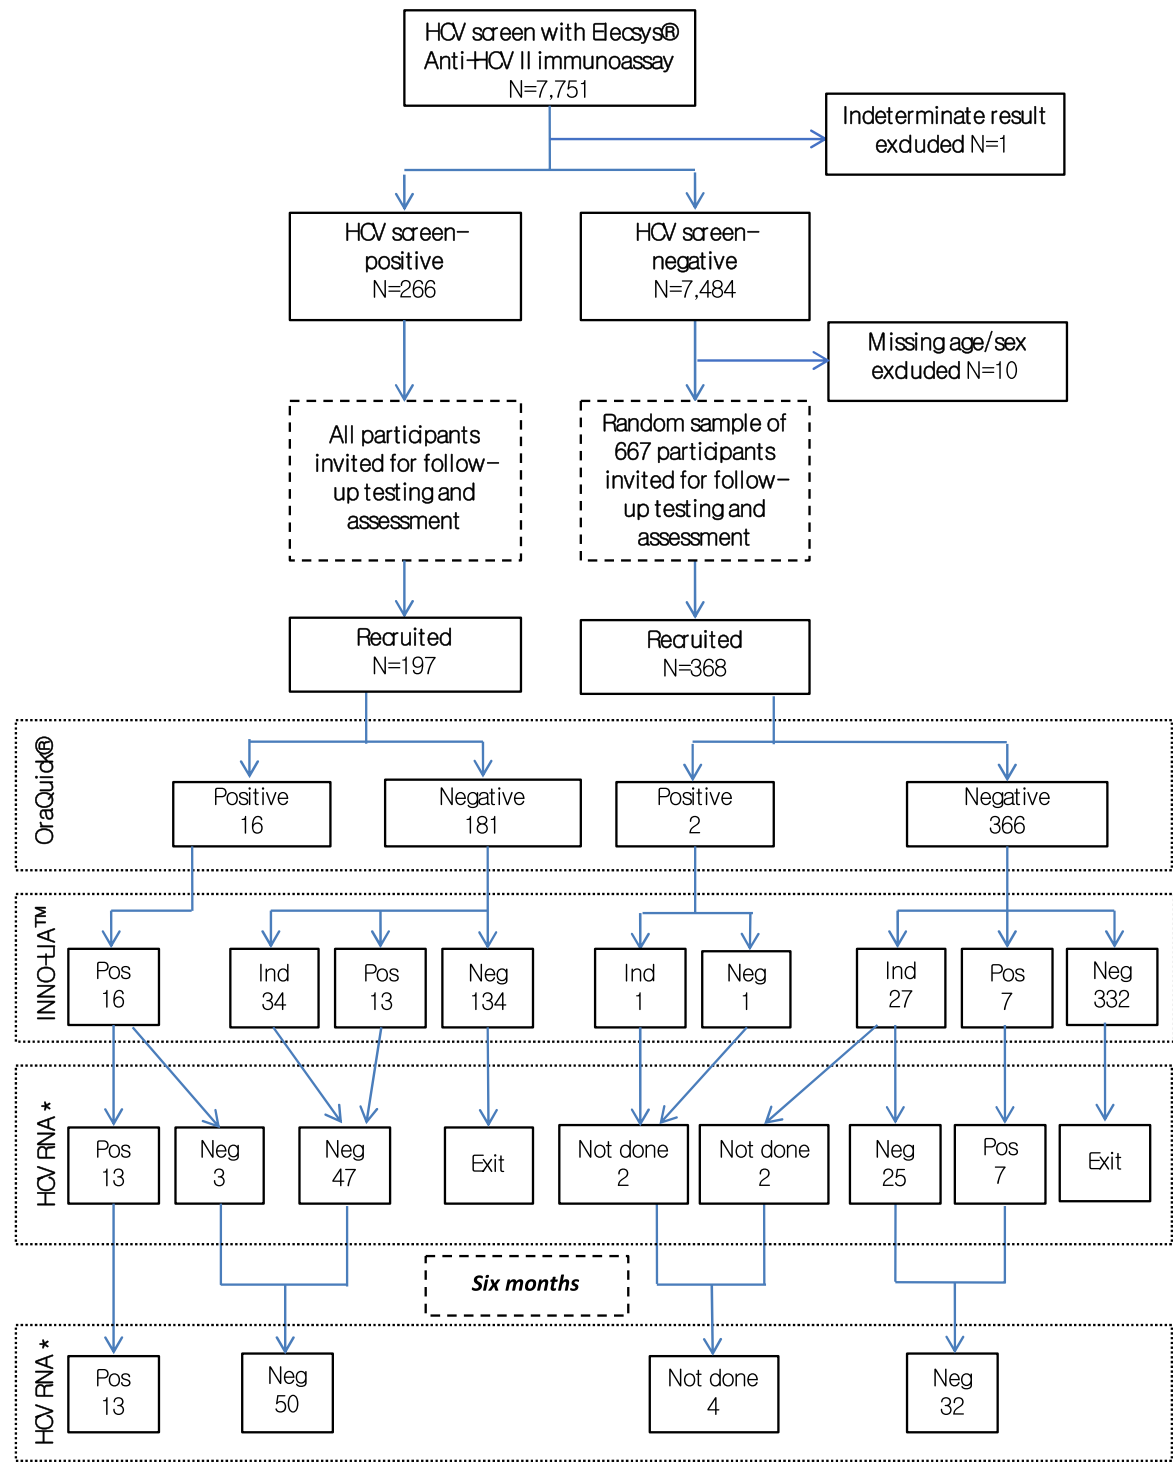 HCV screen with Elecsys®
Anti-HCV II immunoassay
N=7,751
Indeterminate result
excluded N=1
HCV screen-
positive
N=266
HCV screen-
negative
N=7,484
Missing age/sex
excluded N=10
All participants
invited for follow-
up testing and
assessment
Random sample of
667 participants
invited for follow-
up testing and
assessment
Recruited
N=197
Recruited
N=368
OraQuick®
Positive
16
Negative
181
Positive
2
Negative
366
INNO-LIA™
Pos
16
Ind
34
Pos
13
Neg
134
Ind
1
Neg
1
Ind
27
Pos
7
Neg
332
HCV RNA *
Pos
13
Neg
3
Neg
47
Exit
Not done
2
Not done
2
Neg
25
Pos
7
Exit
Six months
HCV RNA *
Pos
13
Neg
50
Not done
4
Neg
32